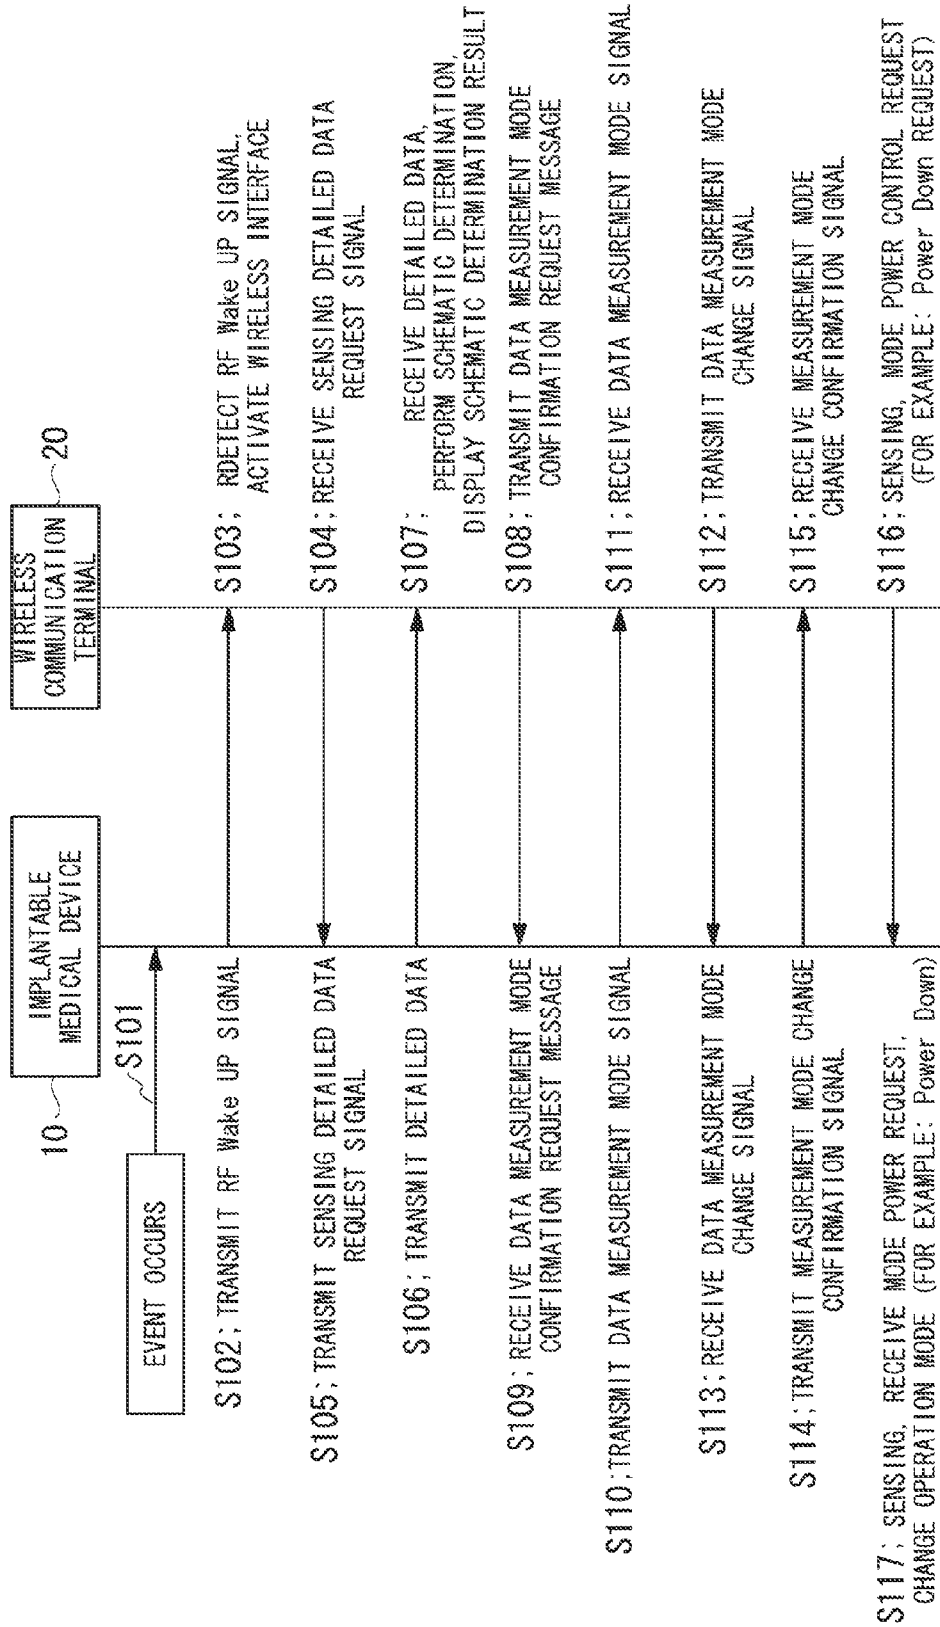 10
IMPLANTABLE
MEDICAL DEVICE
WIRELESS
COMMUNICATION
TERMINAL
20
EVENT OCCURS
S101
S102; TRANSMIT RF Wake UP SIGNAL
S103; RDETECT RF Wake UP SIGNAL,
ACTIVATE WIRELESS INTERFACE
S105; TRANSMIT SENSING DETAILED DATA
REQUEST SIGNAL
S104; RECEIVE SENSING DETAILED DATA
REQUEST SIGNAL
S106; TRANSMIT DETAILED DATA
S107; RECEIVE DETAILED DATA,
PERFORM SCHEMATIC DETERMINATION,
DISPLAY SCHEMATIC DETERMINATION RESULT
S109; RECEIVE DATA MEASUREMENT MODE
CONFIRMATION REQUEST MESSAGE
S108; TRANSMIT DATA MEASUREMENT MODE
CONFIRMATION REQUEST MESSAGE
S110; TRANSMIT DATA MEASUREMENT MODE SIGNAL
S111; RECEIVE DATA MEASUREMENT MODE SIGNAL
S113; RECEIVE DATA MEASUREMENT MODE
CHANGE SIGNAL
S112; TRANSMIT DATA MEASUREMENT MODE
CHANGE SIGNAL
S114; TRANSMIT MEASUREMENT MODE CHANGE
CONFIRMATION SIGNAL
S115; RECEIVE MEASUREMENT MODE
CHANGE CONFIRMATION SIGNAL
S117; SENSING, RECEIVE MODE POWER REQUEST,
CHANGE OPERATION MODE (FOR EXAMPLE: Power Down)
S116; SENSING, MODE POWER CONTROL REQUEST
(FOR EXAMPLE: Power Down REQUEST)